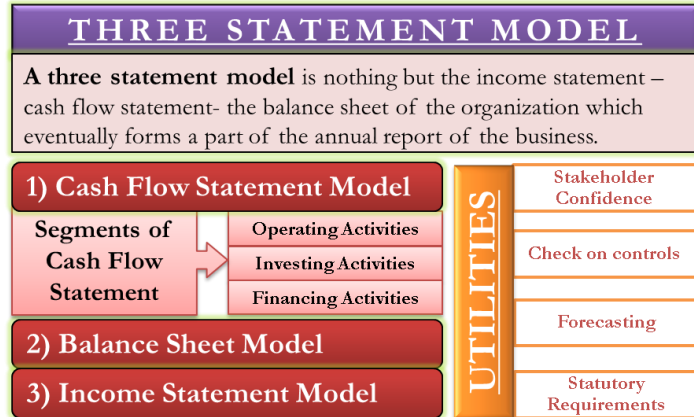 THREE STATEMENT MODEL
A three statement model is nothing but the income statement –
cash flow statement- the balance sheet of the organization which
eventually forms a part of the annual report of the business.
1) Cash Flow Statement Model
Segments of
Cash Flow
Statement
Operating Activities
Investing Activities
Financing Activities
2) Balance Sheet Model
3) Income Statement Model
UTILITIES
Stakeholder
Confidence
Check on controls
Forecasting
Statutory
Requirements